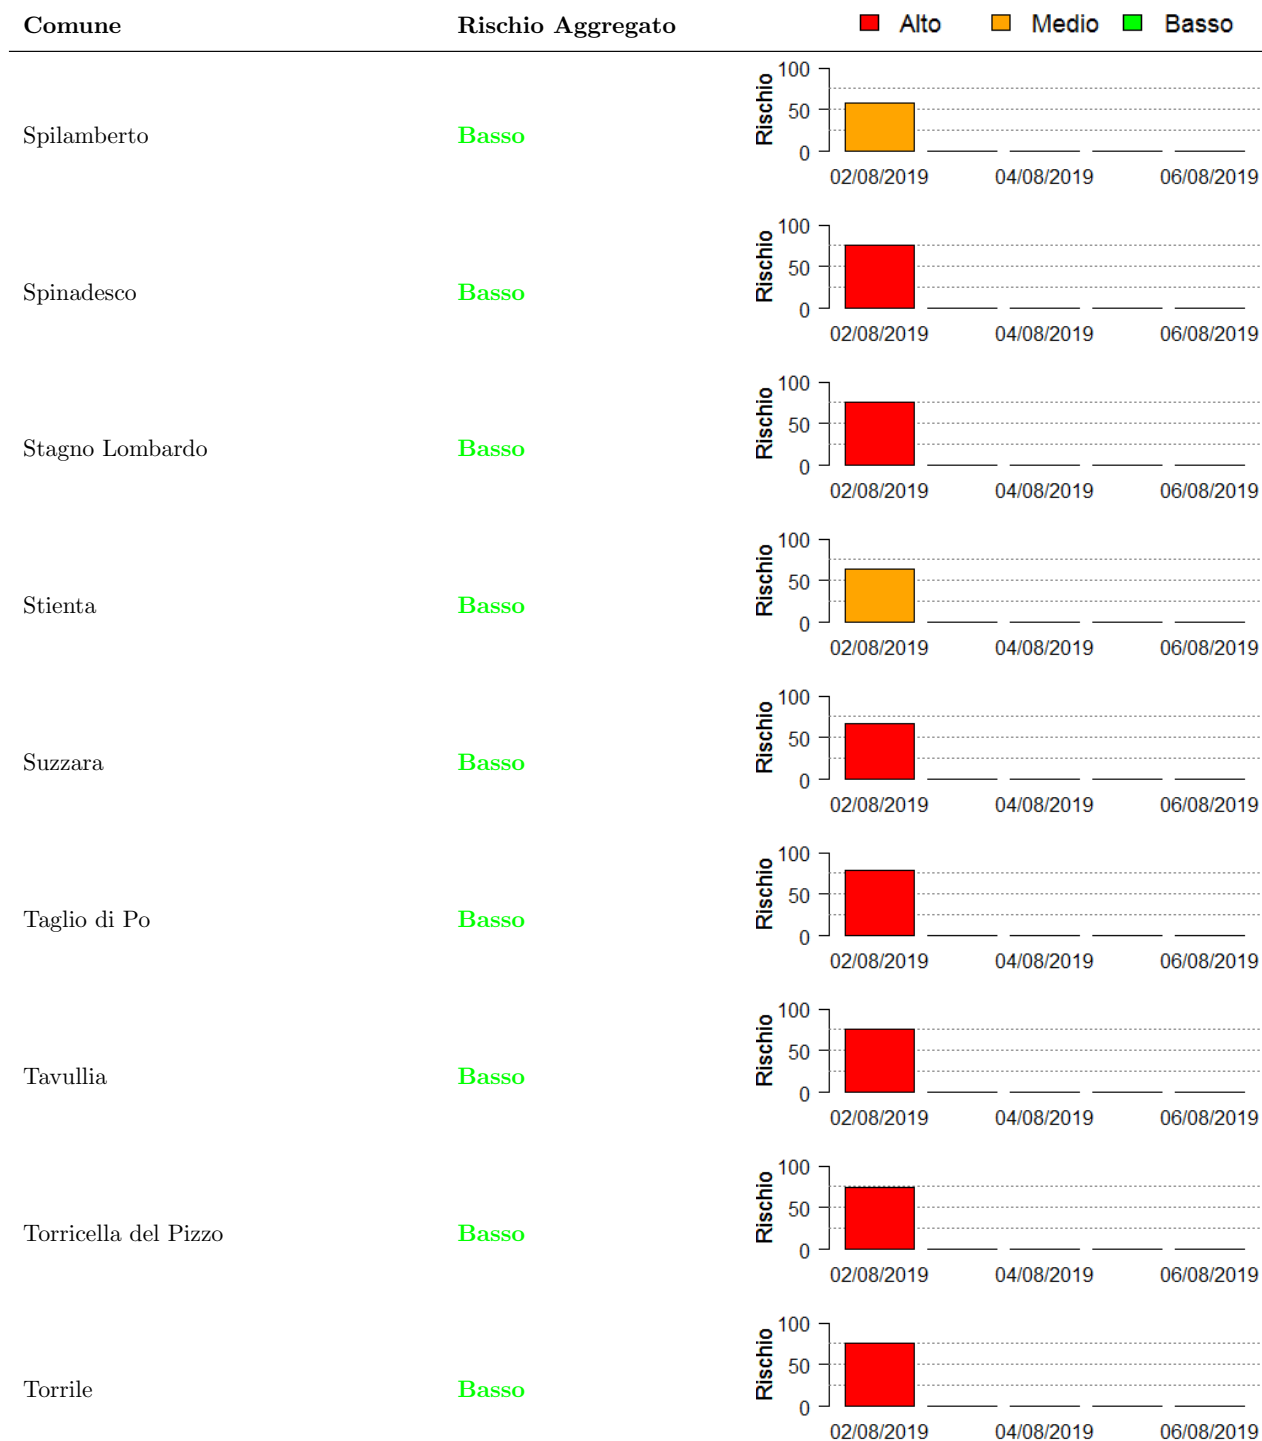 Comune Rischio Aggregato Alto Medio Basso
100
50
0
Rischio
Spilamberto Basso
02/08/2019 04/08/2019 06/08/2019
100
50
0
Rischio
Spinadesco Basso
02/08/2019 04/08/2019 06/08/2019
100
50
0
Rischio
Stagno Lombardo Basso
02/08/2019 04/08/2019 06/08/2019
100
50
0
Rischio
Stienta Basso
02/08/2019 04/08/2019 06/08/2019
100
50
0
Rischio
Suzzara Basso
02/08/2019 04/08/2019 06/08/2019
100
50
0
Rischio
Taglio di Po Basso
02/08/2019 04/08/2019 06/08/2019
100
50
0
Rischio
Tavullia Basso
02/08/2019 04/08/2019 06/08/2019
100
50
0
Rischio
Torricella del Pizzo Basso
02/08/2019 04/08/2019 06/08/2019
100
50
0
Rischio
Torrile Basso
02/08/2019 04/08/2019 06/08/2019